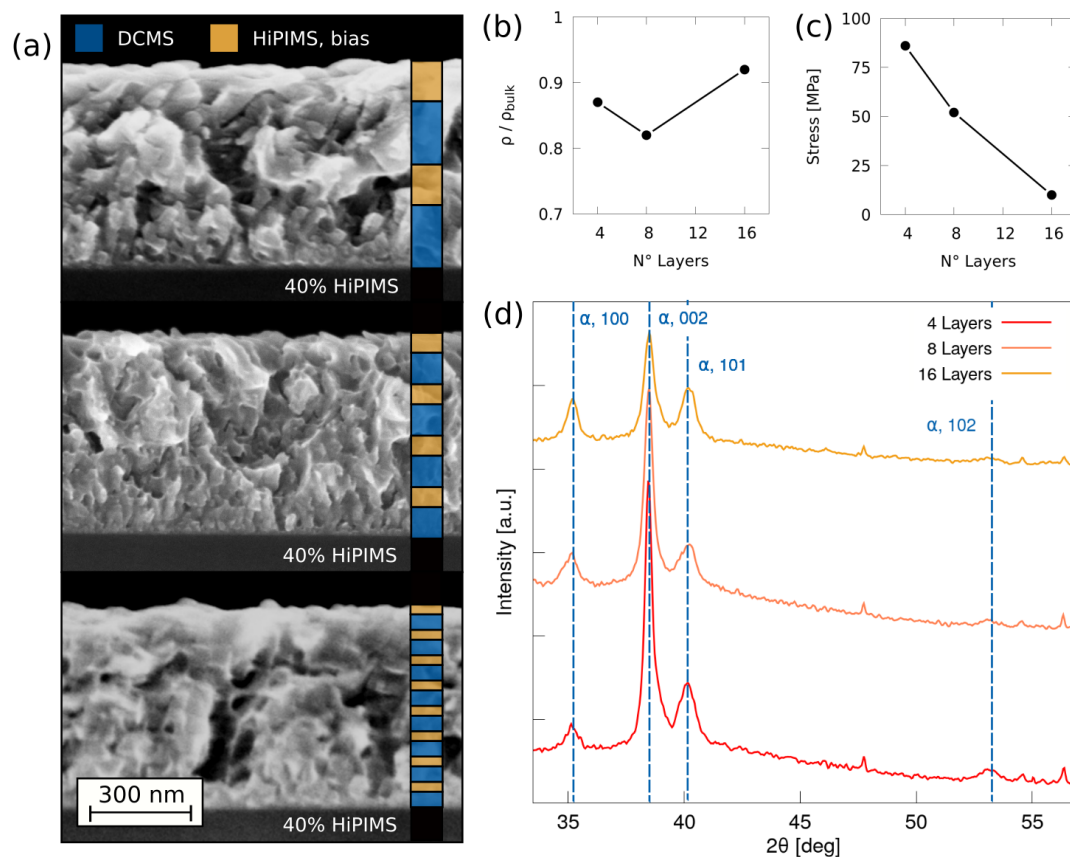 (a)
DCMS
HiPIMS, bias
40% HiPIMS
40% HiPIMS
300 nm
40% HiPIMS
(b)
1
0.9
0.8
0.7
ρ / ρbulk
4
8
12
16
N° Layers
(c)
100
75
50
25
0
Stress [MPa]
4
8
12
16
N° Layers
(d)
α, 100
α, 002
α, 101
α, 102
4 Layers
8 Layers
16 Layers
Intensity [a.u.]
35
40
45
50
55
2θ [deg]